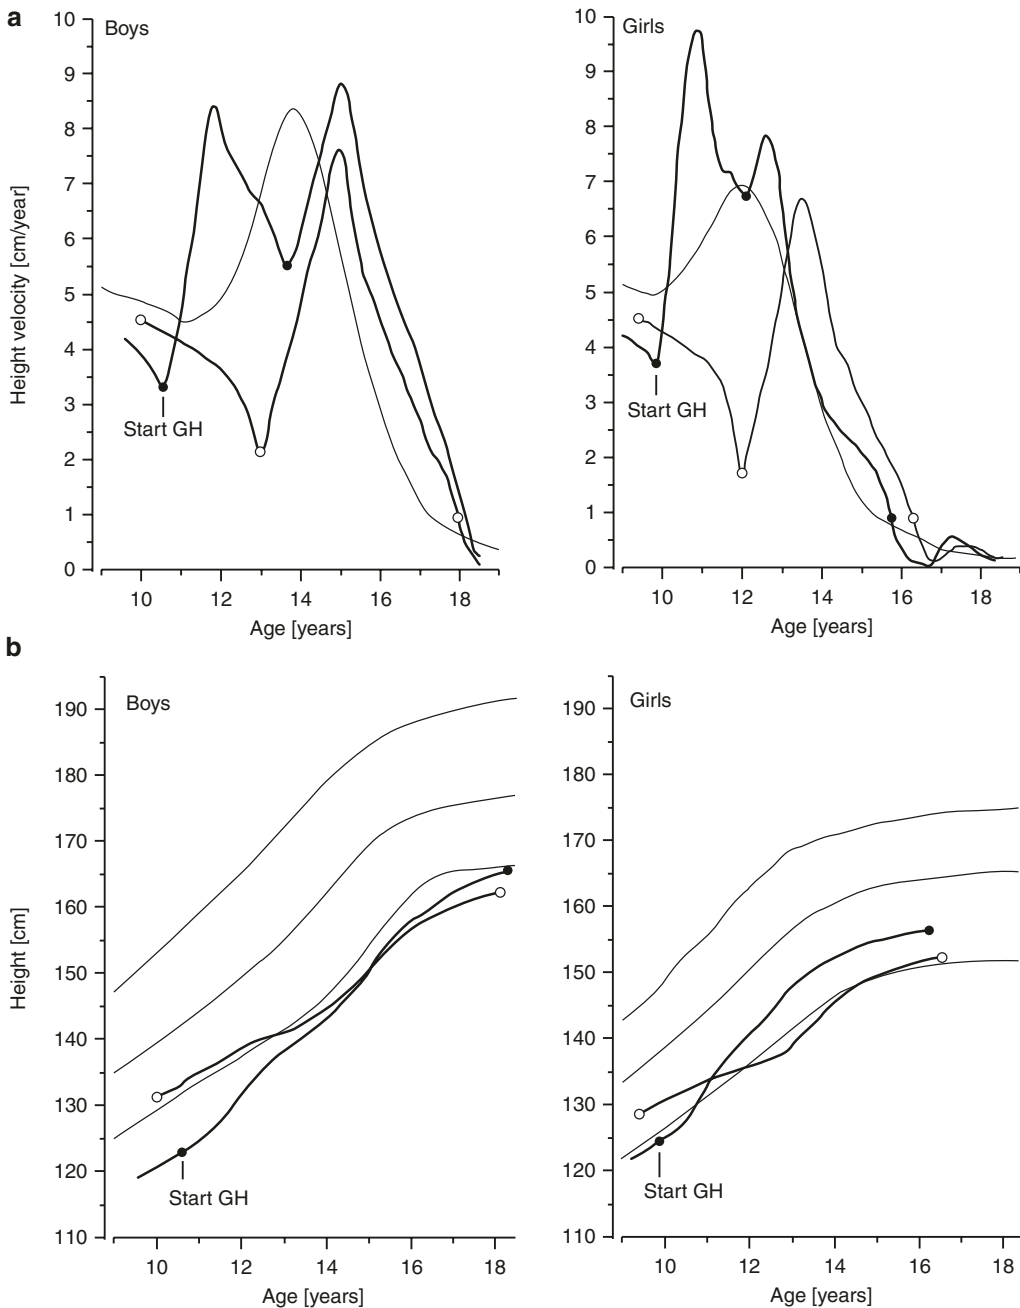 a
Boys
Girls
10
9
8
7
6
5
4
3
2
1
0
Height velocity [cm/year]
Start GH
10 12 14 16 18
Age [years]
10
9
8
7
6
5
4
3
2
1
0
Start GH
10 12 14 16 18
Age [years]
b
Boys
Girls
190
180
170
160
150
140
130
120
110
Height [cm]
Start GH
10 12 14 16 18
Age [years]
190
180
170
160
150
140
130
120
110
Start GH
10 12 14 16 18
Age [years]